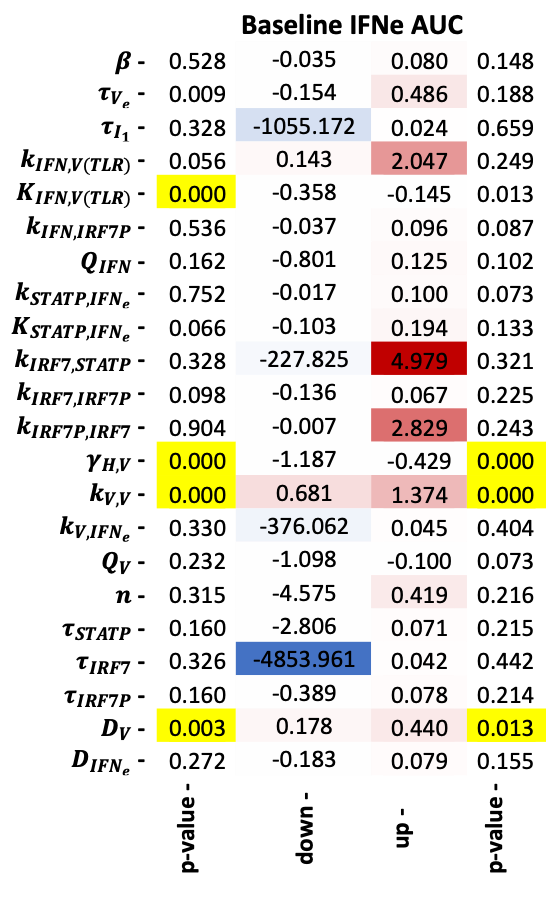 Baseline IFNe AUC
β - 0.528 -0.035 0.080 0.148
τ_{V_e} - 0.009 -0.154 0.486 0.188
τ_{I_1} - 0.328 -1055.172 0.024 0.659
k_{IFN,V(TLR)} - 0.056 0.143 2.047 0.249
K_{IFN,V(TLR)} - 0.000 -0.358 -0.145 0.013
k_{IFN,IRF7P} - 0.536 -0.037 0.096 0.087
Q_{IFN} - 0.162 -0.801 0.125 0.102
k_{STATP,IFN_e} - 0.752 -0.017 0.100 0.073
K_{STATP,IFN_e} - 0.066 -0.103 0.194 0.133
k_{IRF7,STATP} - 0.328 -227.825 4.979 0.321
k_{IRF7,IRF7P} - 0.098 -0.136 0.067 0.225
k_{IRF7P,IRF7} - 0.904 -0.007 2.829 0.243
γ_{H,V} - 0.000 -1.187 -0.429 0.000
k_{V,V} - 0.000 0.681 1.374 0.000
k_{V,IFN_e} - 0.330 -376.062 0.045 0.404
Q_V - 0.232 -1.098 -0.100 0.073
n - 0.315 -4.575 0.419 0.216
τ_{STATP} - 0.160 -2.806 0.071 0.215
τ_{IRF7} - 0.326 -4853.961 0.042 0.442
τ_{IRF7P} - 0.160 -0.389 0.078 0.214
D_V - 0.003 0.178 0.440 0.013
D_{IFN_e} - 0.272 -0.183 0.079 0.155
p-value - down - up - p-value -